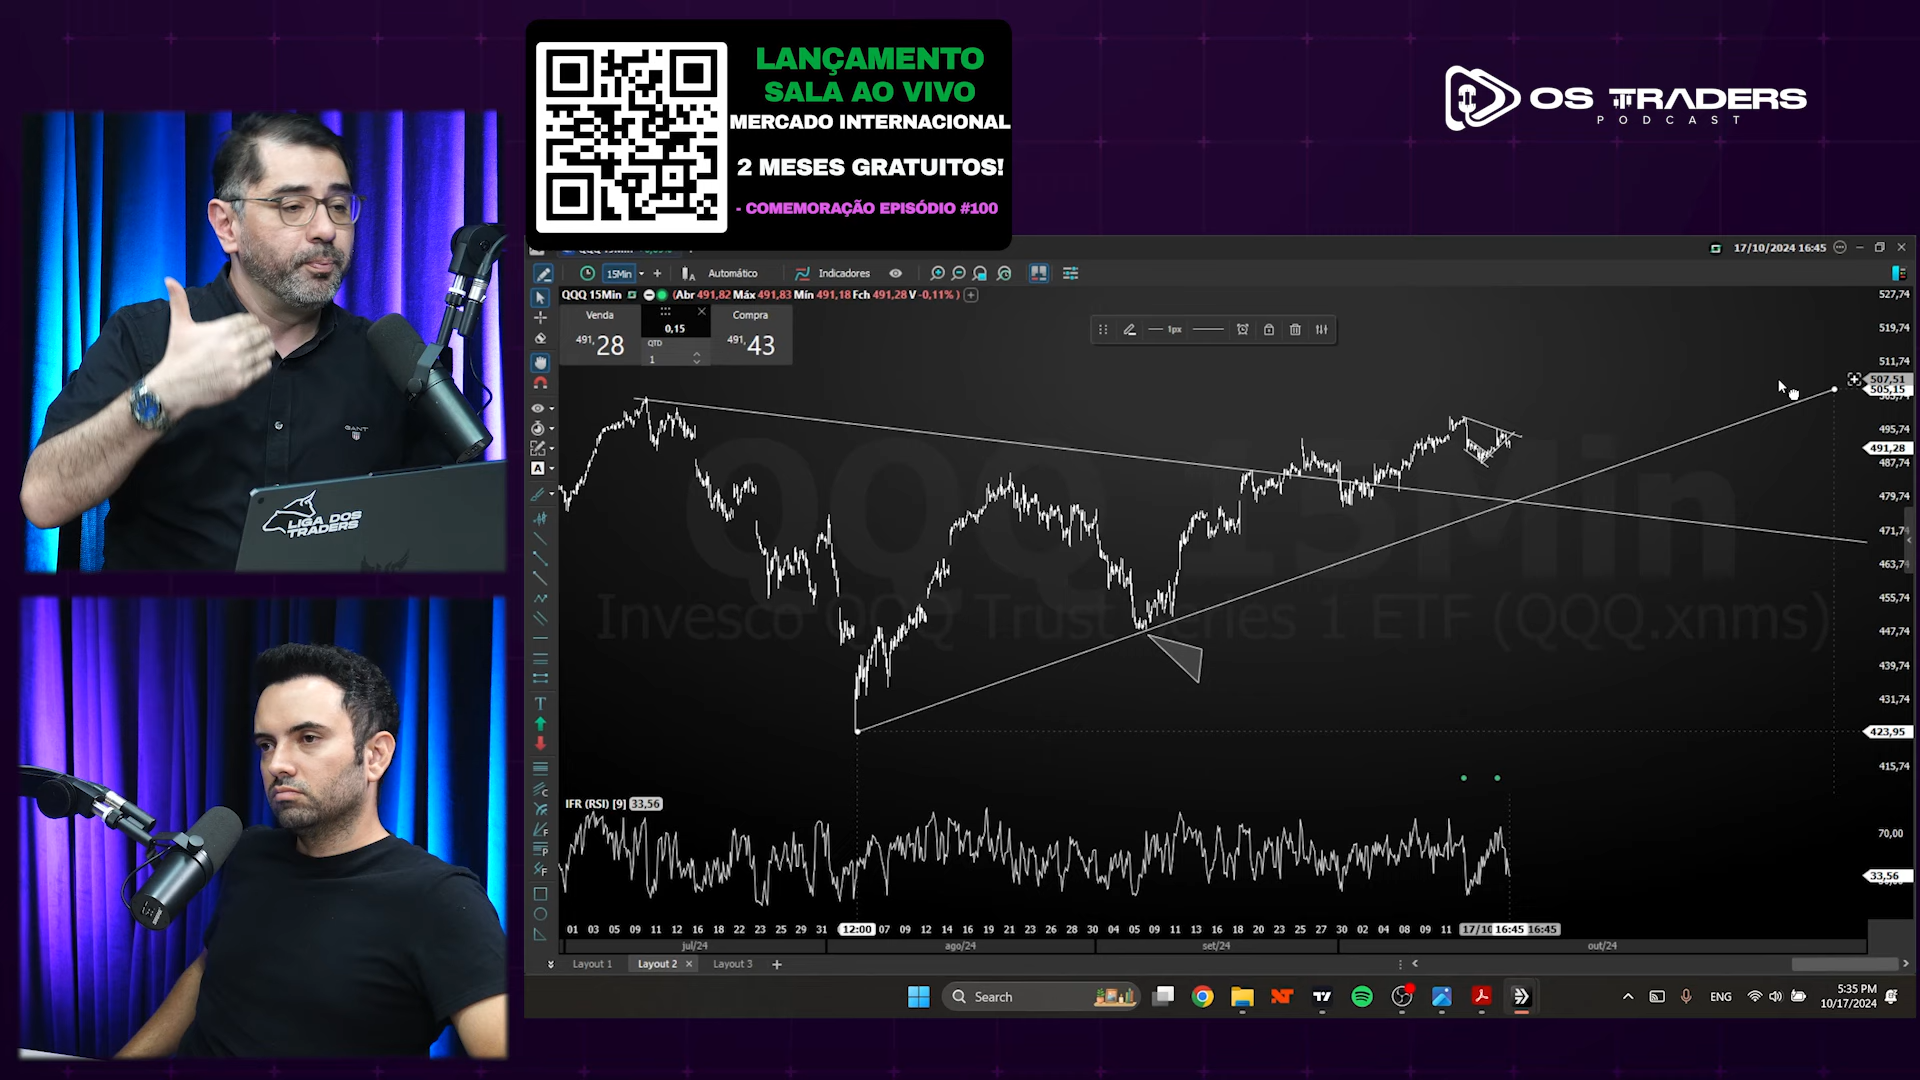 LANÇAMENTO
SALA AO VIVO
MERCADO INTERNACIONAL
2 MESES GRATUITOS!
- COMEMORAÇÃO EPISÓDIO #100
OS TRADERS
PODCAST
GANT
LIGA DOS
TRADERS
17/10/2024 16:45
15Min
Automático
Indicadores
QQQ 15Min
(Abr 491,82 Máx 491,83 Mín 491,18 Fch 491,28 V -0,11% )
Venda
0,15
Compra
491,28
QTD
1
491,43
1px
QQQ 15Min
Invesco QQQ Trust Series 1 ETF (QQQ.xnms)
527,74
519,74
511,74
507,51
505,15
495,74
491,28
487,74
479,74
471,74
463,74
455,74
447,74
439,74
431,74
423,95
415,74
IFR (RSI) [9] 33,56
70,00
33,56
01 03 05 09 11 12 16 18 22 23 25 29 31 12:00 07 09 12 14 16 19 21 23 27 29 30 04 05 09 11 13 16 19 20 25 27 30 02 04 08 09 11 17/10 16:45 16:45
jul/24 ago/24 set/24 out/24
Layout 1 Layout 2 Layout 3
Search
ENG
5:35 PM
10/17/2024